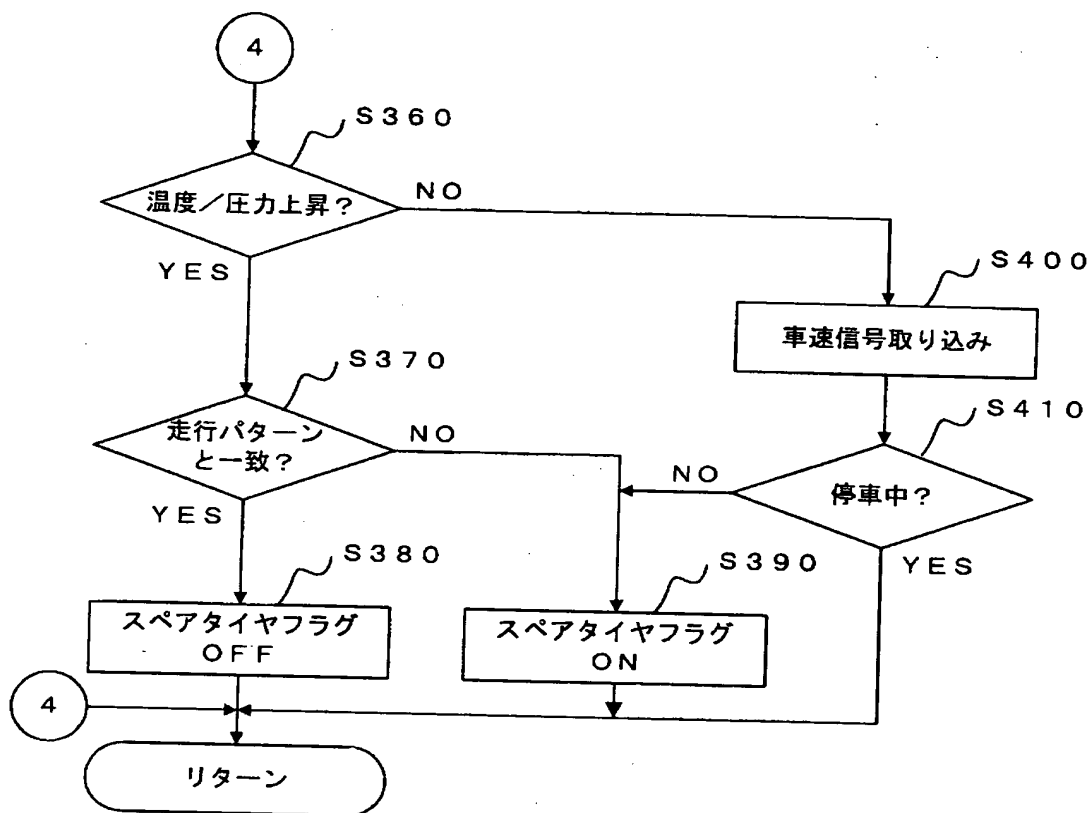 4
S360
温度／圧力上昇？
NO
YES
S400
車速信号取り込み
S370
走行パターン
と一致？
NO
YES
S410
停車中？
NO
YES
S380
スペアタイヤフラグ
OFF
S390
スペアタイヤフラグ
ON
4
リターン